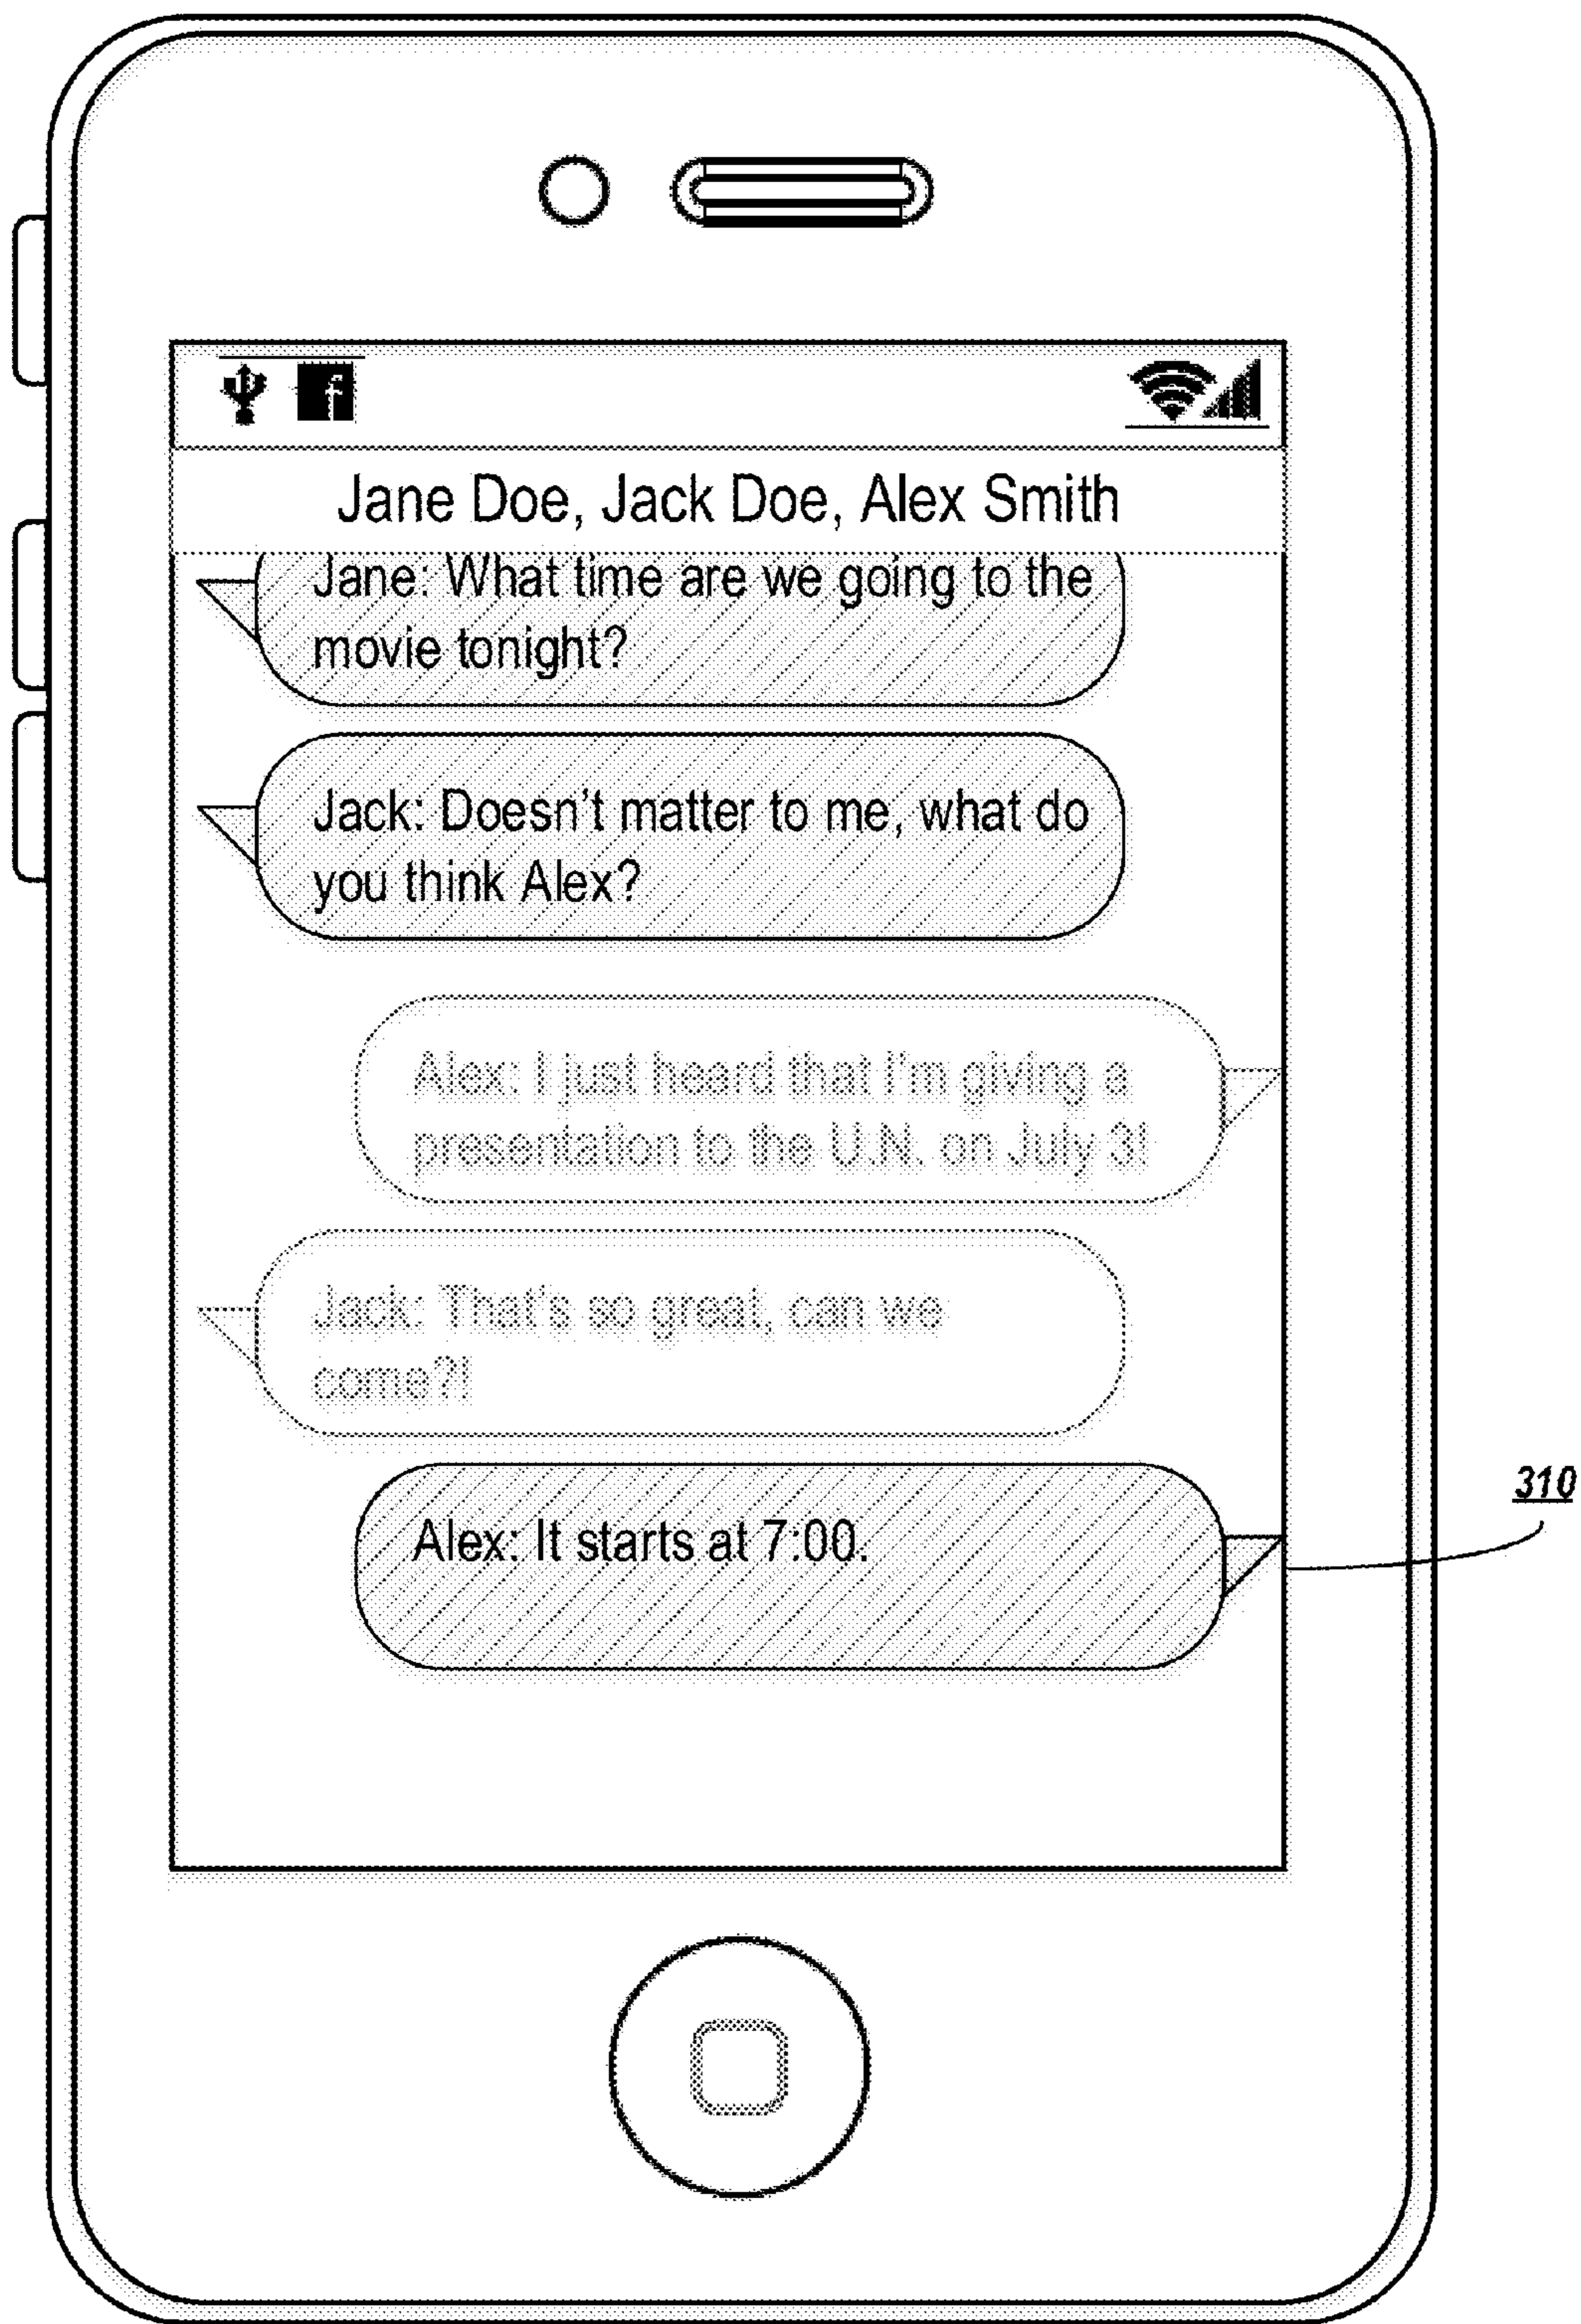 Jane Doe, Jack Doe, Alex Smith
Jane: What time are we going to the
movie tonight?
Jack: Doesn't matter to me, what do
you think Alex?
Alex: I just heard that I'm giving a
presentation to the U.N. on July 3!
Jack: That's so great, can we
come?!
Alex: It starts at 7:00.
310